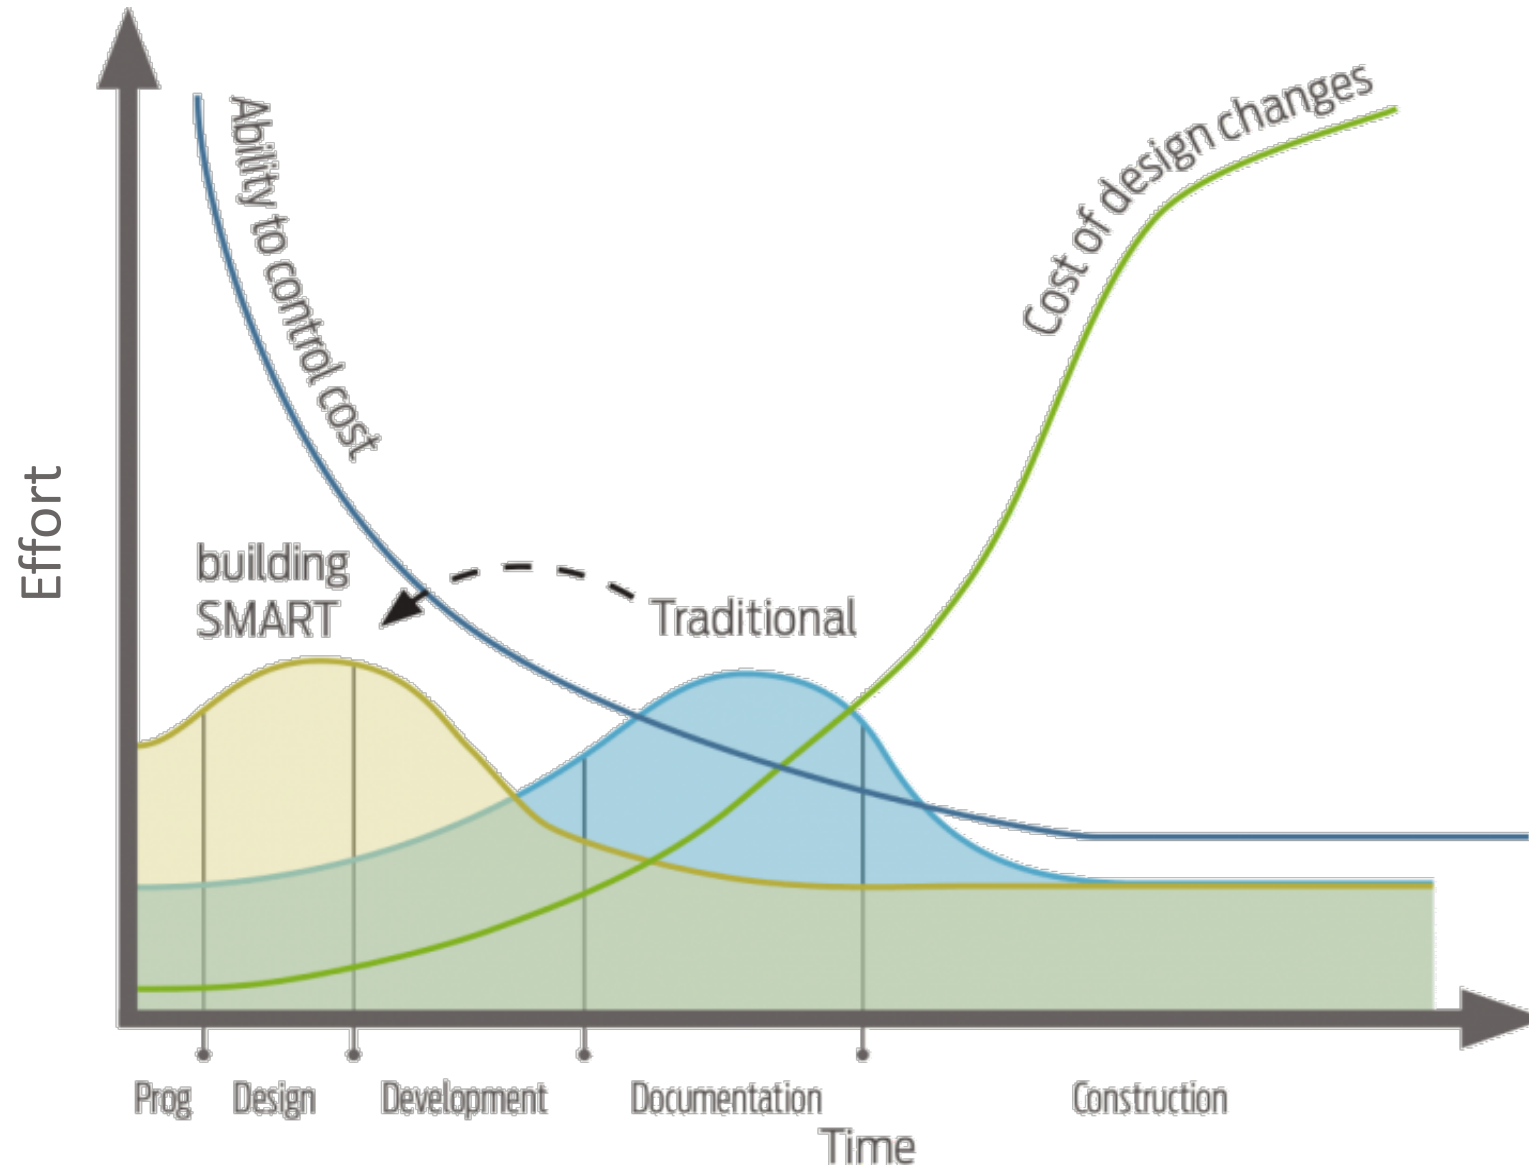 Ability to control cost
Cost of design changes
Effort
building
SMART
Traditional
Prog
Design
Development
Documentation
Construction
Time